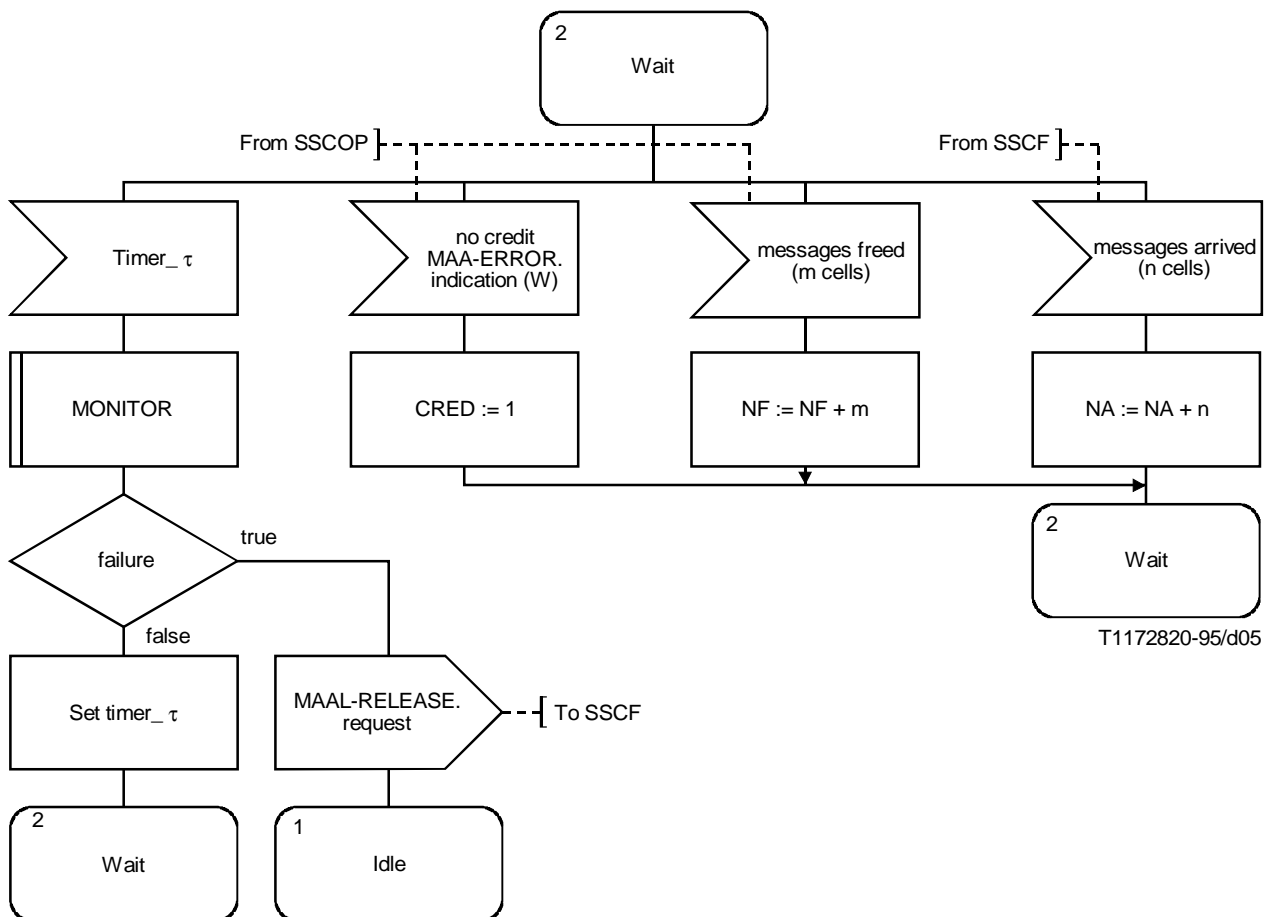 2
Wait
From SSCOP
From SSCF
Timer_ τ
no credit
MAA-ERROR.
indication (W)
messages freed
(m cells)
messages arrived
(n cells)
MONITOR
CRED := 1
NF := NF + m
NA := NA + n
failure
true
false
2
Wait
T1172820-95/d05
Set timer_ τ
MAAL-RELEASE.
request
To SSCF
2
Wait
1
Idle